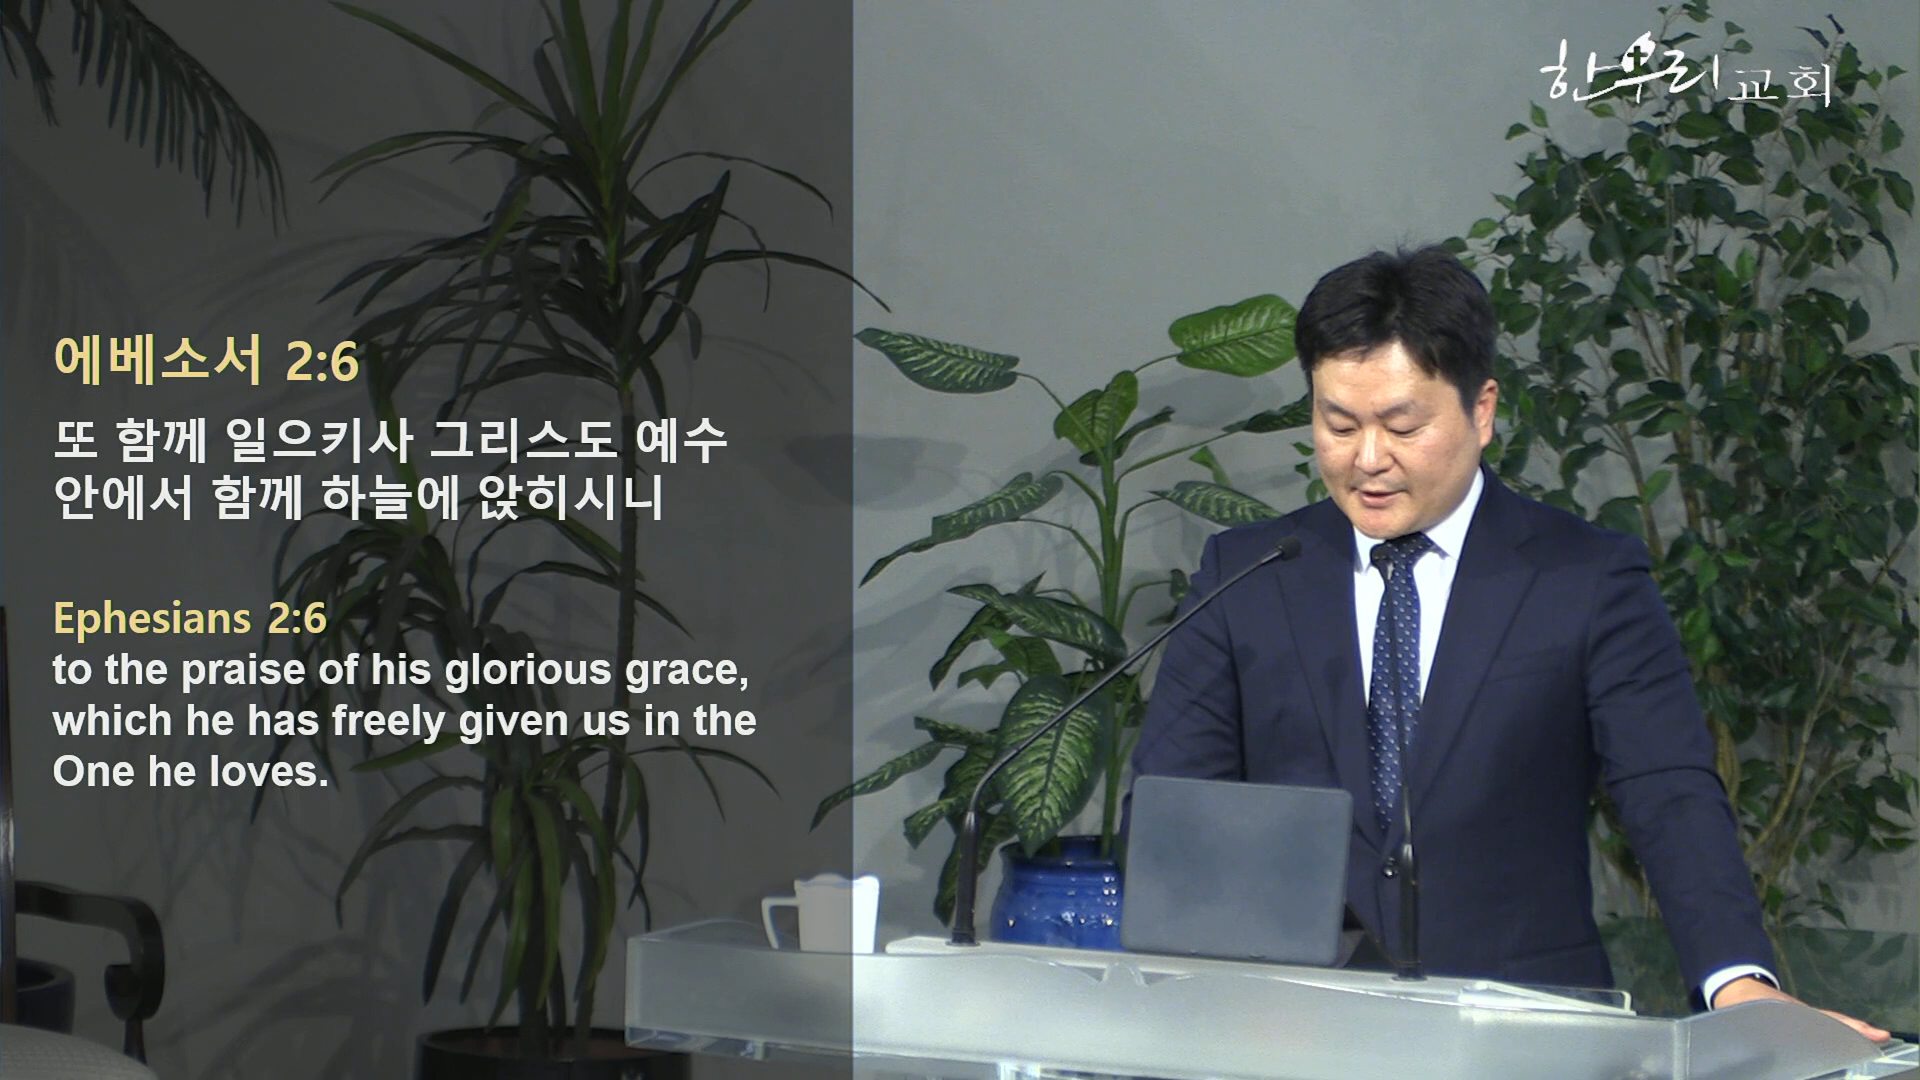 한우리교회
에베소서 2:6
또 함께 일으키사 그리스도 예수
안에서 함께 하늘에 앉히시니
Ephesians 2:6
to the praise of his glorious grace,
which he has freely given us in the
One he loves.